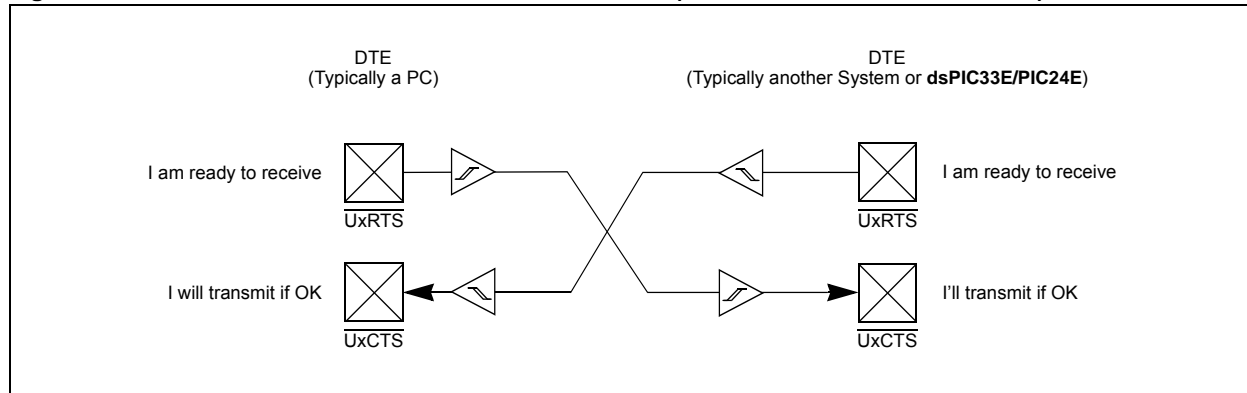 DTE
(Typically a PC)
DTE
(Typically another System or dsPIC33E/PIC24E)
I am ready to receive
I am ready to receive
UxRTS
UxRTS
I will transmit if OK
I'll transmit if OK
UxCTS
UxCTS